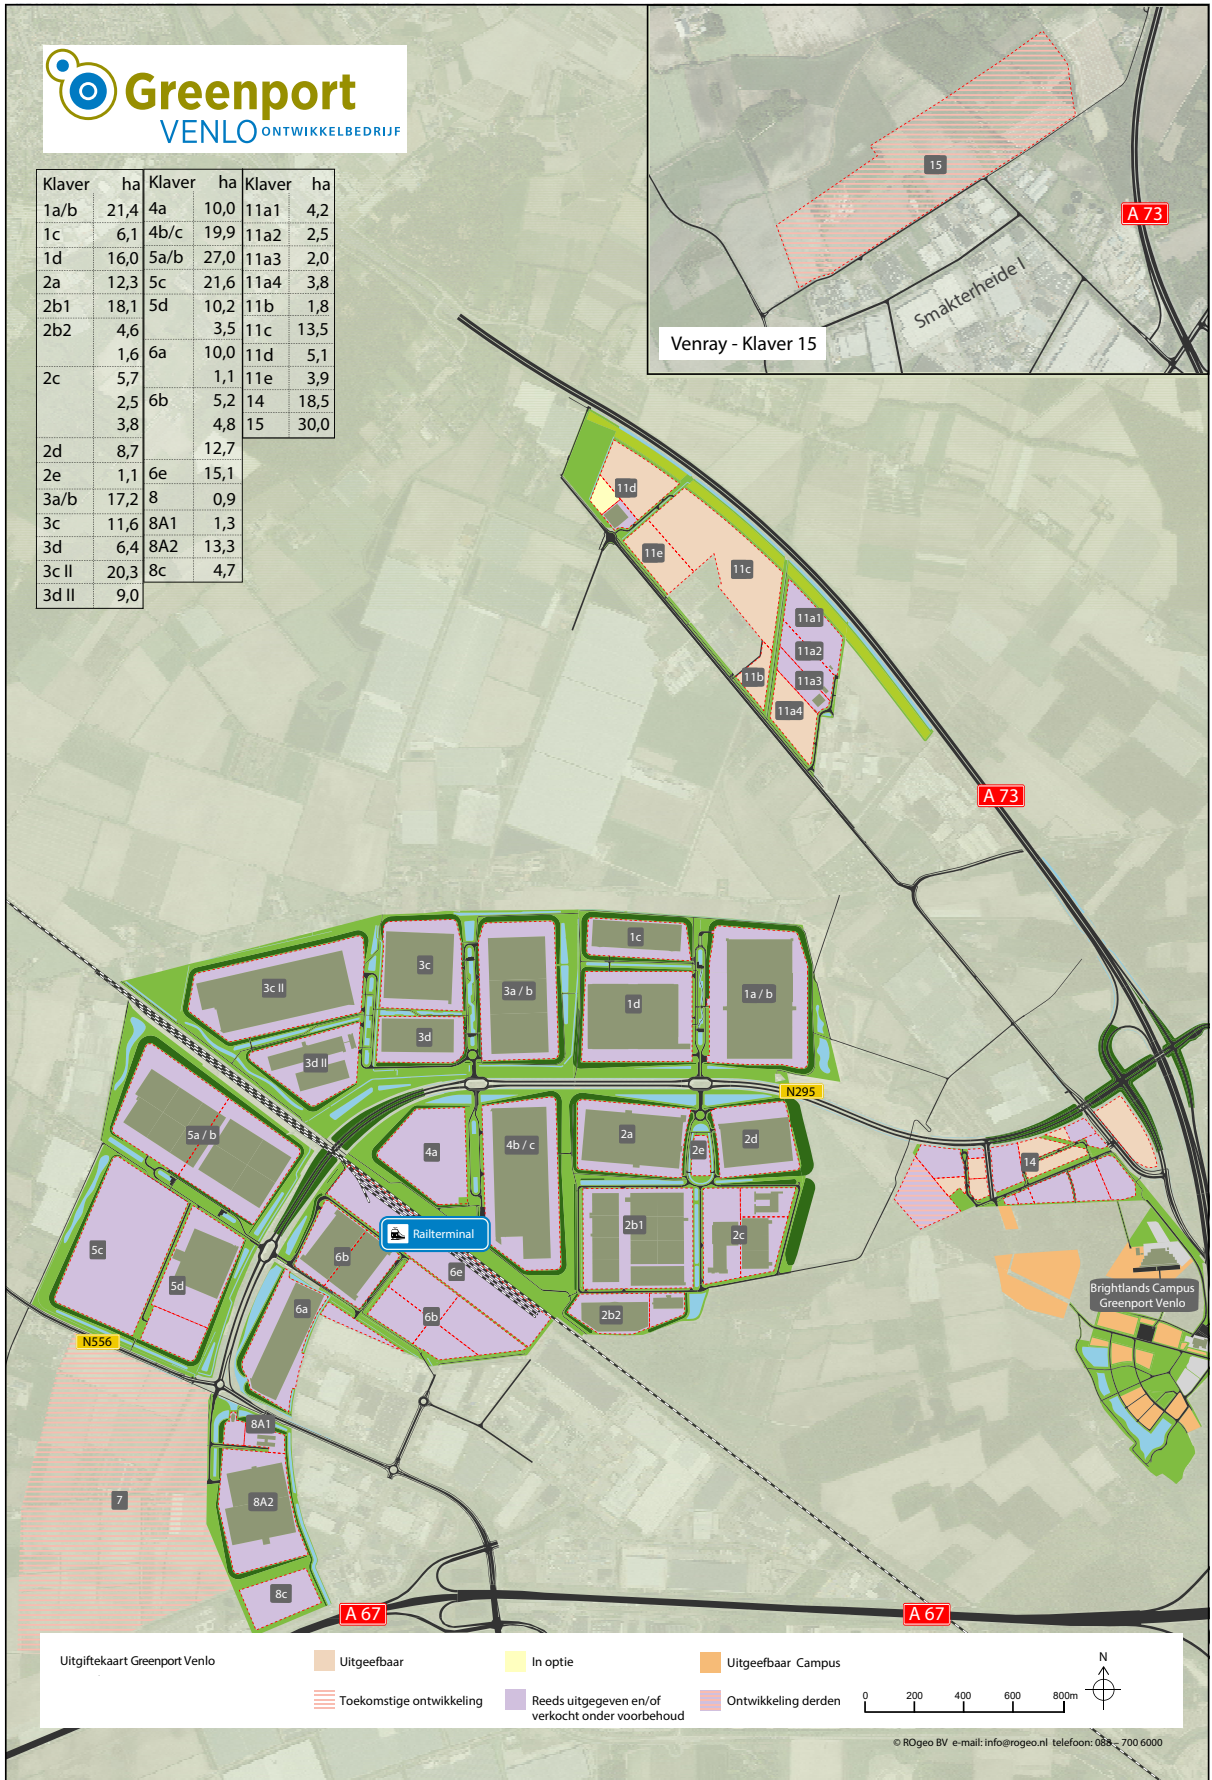 Greenport
VENLO ONTWIKKELBEDRIJF
Klaver ha
1a/b 21,4
1c 6,1
1d 16,0
2a 12,3
2b1 18,1
2b2 4,6
1,6
2c 5,7
2,5
3,8
2d 8,7
2e 1,1
3a/b 17,2
3c 11,6
3d 6,4
3c II 20,3
3d II 9,0
Klaver ha
4a 10,0
4b/c 19,9
5a/b 27,0
5c 21,6
5d 10,2
3,5
6a 10,0
1,1
6b 5,2
4,8
12,7
6e 15,1
8 0,9
8A1 1,3
8A2 13,3
8c 4,7
Klaver ha
11a1 4,2
11a2 2,5
11a3 2,0
11a4 3,8
11b 1,8
11c 13,5
11d 5,1
11e 3,9
14 18,5
15 30,0
15
A 73
Smakterheide I
Venray - Klaver 15
11d
11e
11c
11a1
11a2
11a3
11b
11a4
A 73
1c
3c
3c II
3a / b
1d
1a / b
3d
3d II
N295
5a / b
4a
4b / c
2a
2e
2d
14
5c
5d
6b
Railterminal
2b1
2c
6e
6a
6b
2b2
Brightlands Campus
Greenport Venlo
N556
8A1
7
8A2
8c
A 67
A 67
Uitgiftekaart Greenport Venlo
Uitgeefbaar
In optie
Uitgeefbaar Campus
Toekomstige ontwikkeling
Reeds uitgegeven en/of
verkocht onder voorbehoud
Ontwikkeling derden
0 200 400 600 800m
N
© ROgeo BV e-mail: info@rogeo.nl telefoon: 088 – 700 6000